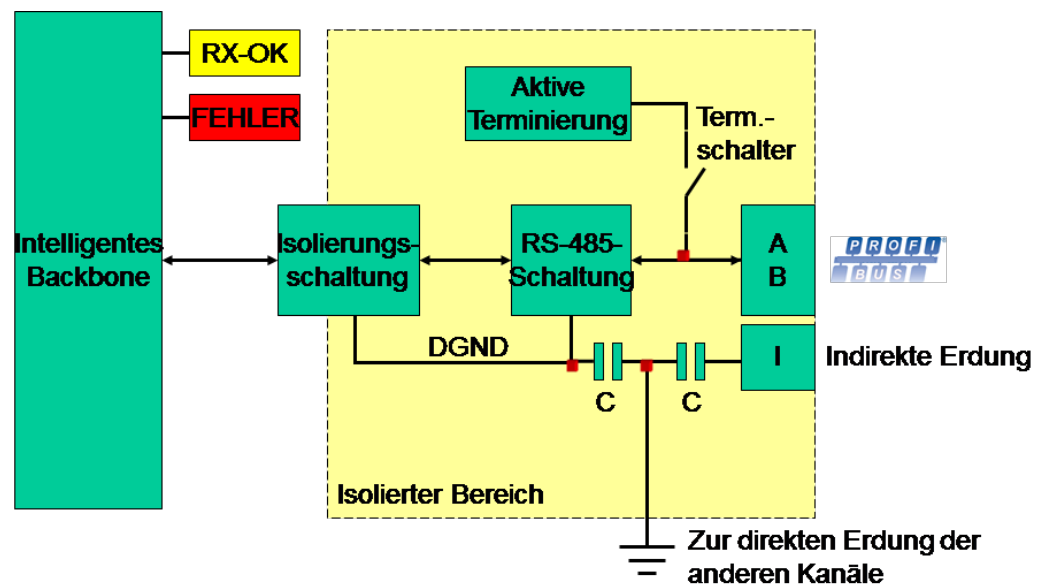 RX-OK
FEHLER
Aktive
Terminierung
Term.-
schalter
Intelligentes
Backbone
Isolierungs-
schaltung
RS-485-
Schaltung
A
B
PROFI
BUS
DGND
C
C
I
Indirekte Erdung
Isolierter Bereich
Zur direkten Erdung der
anderen Kanäle